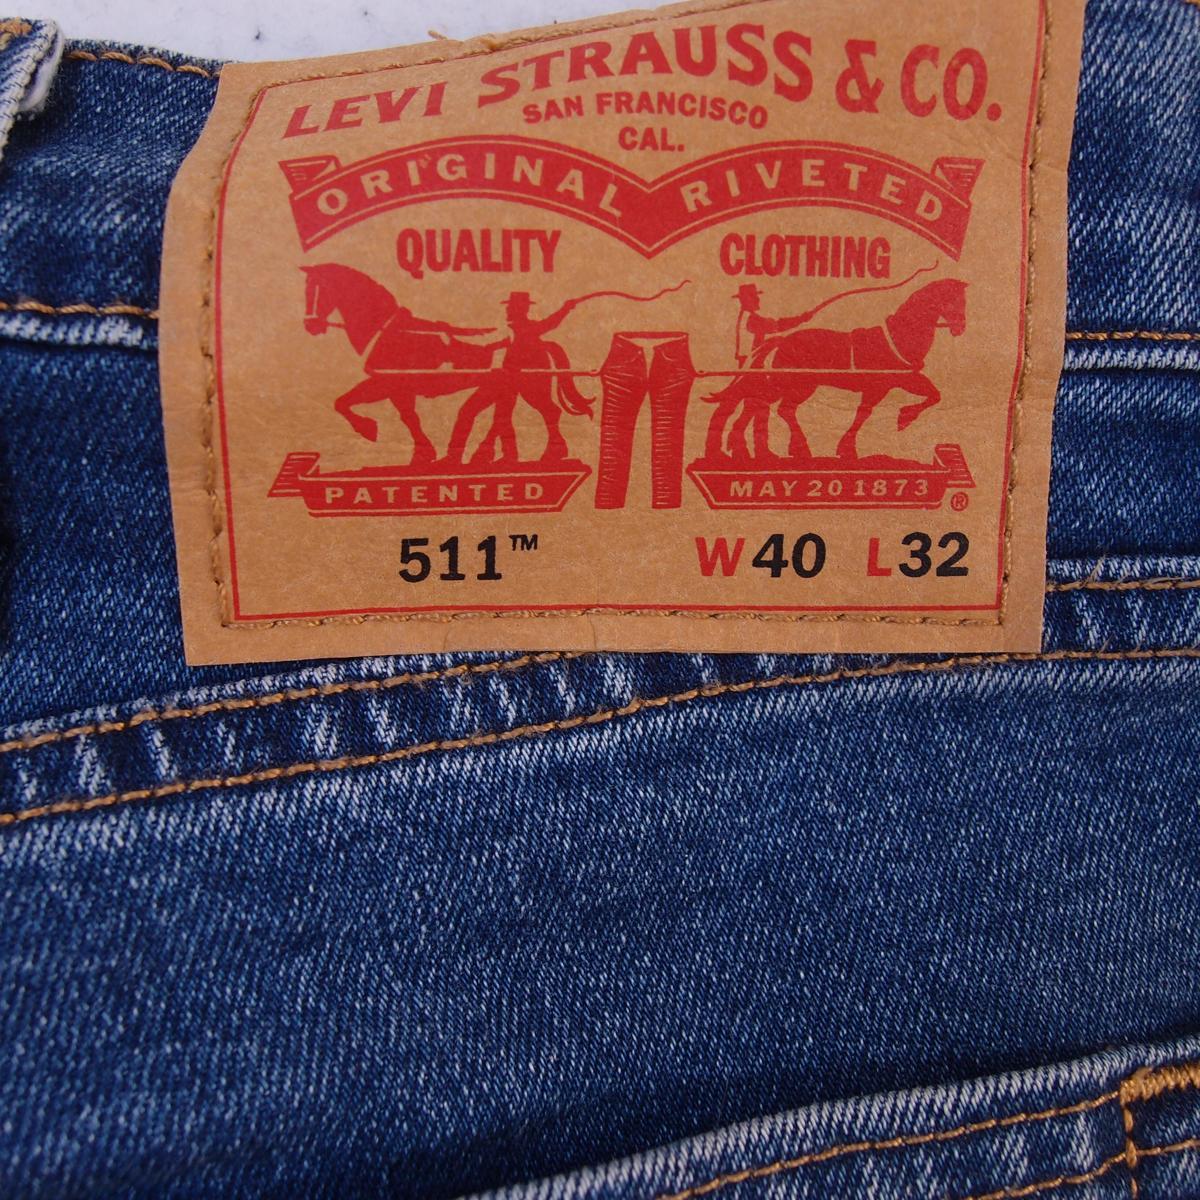 LEVI STRAUSS & CO.
SAN FRANCISCO
CAL.
ORIGINAL RIVETED
QUALITY CLOTHING
PATENTED MAY 20 1873 ®
511™ W40 L32